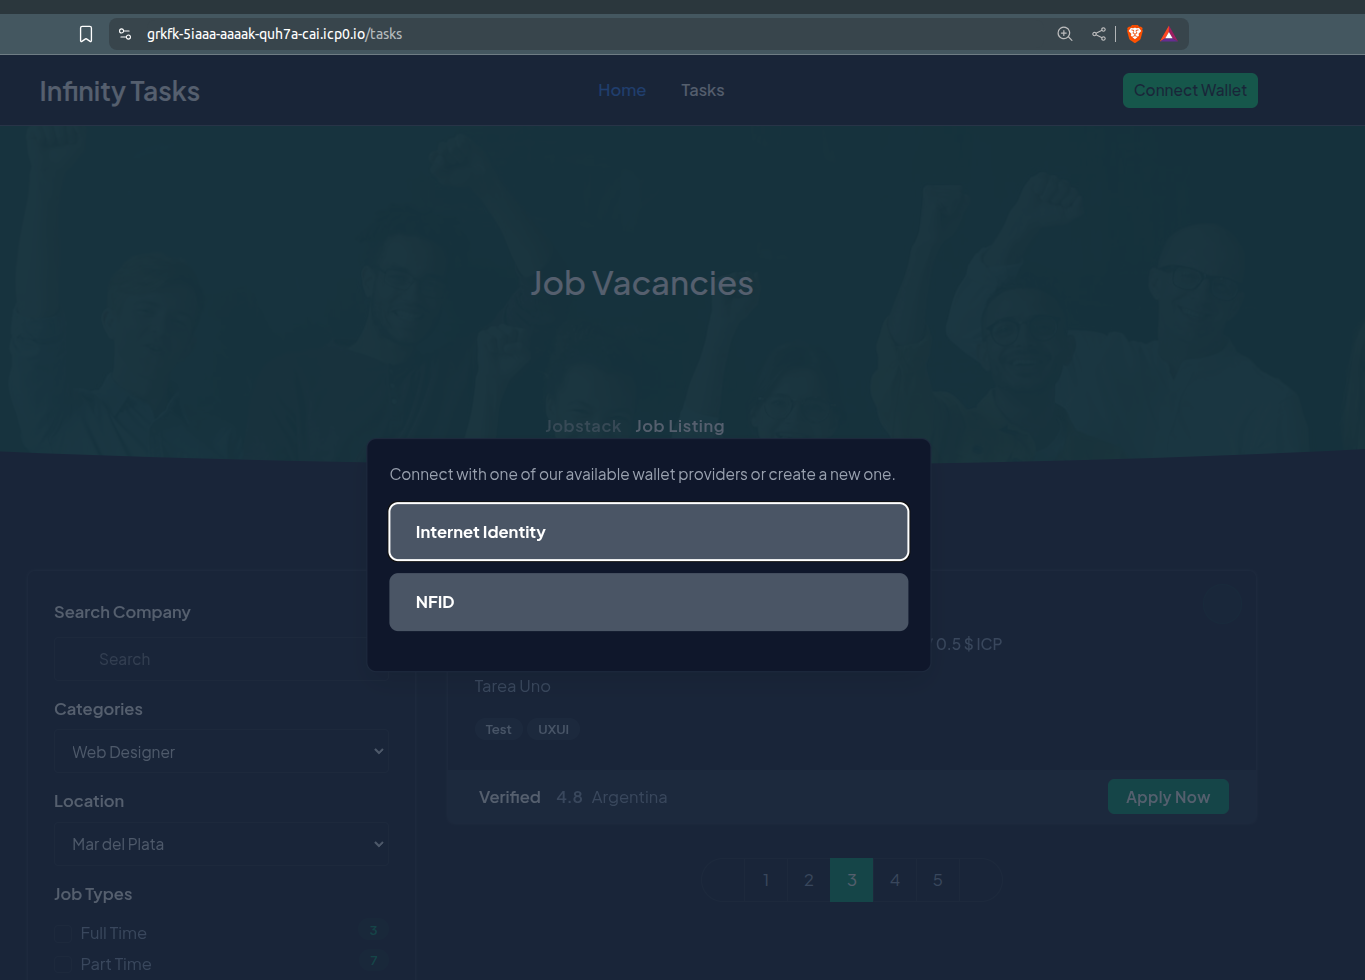 grkfk-5iaaa-aaaak-quh7a-cai.icp0.io/tasks
Infinity Tasks
Home Tasks
Connect Wallet
Job Vacancies
Jobstack Job Listing
Connect with one of our available wallet providers or create a new one.
Internet Identity
NFID
Search Company
Search
Categories
Web Designer
Location
Mar del Plata
Job Types
Full Time 3
Part Time 7
0.5 $ ICP
Tarea Uno
Test UXUI
Verified 4.8 Argentina
Apply Now
1 2 3 4 5